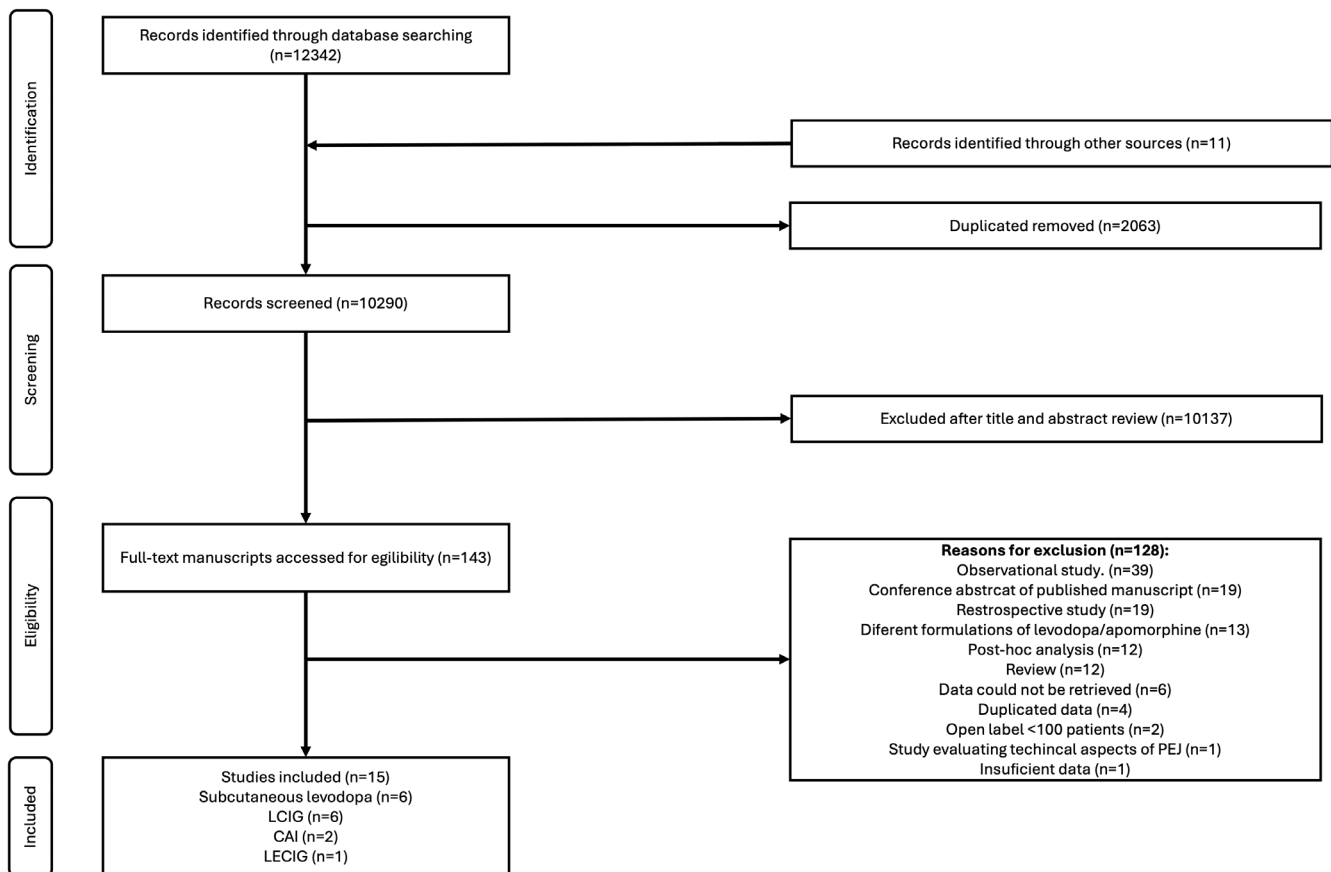 Identification
Records identified through database searching
(n=12342)
Records identified through other sources (n=11)
Duplicated removed (n=2063)
Screening
Records screened (n=10290)
Excluded after title and abstract review (n=10137)
Eligibility
Full-text manuscripts accessed for egilibility (n=143)
Reasons for exclusion (n=128):
Observational study. (n=39)
Conference abstrcat of published manuscript (n=19)
Restrospective study (n=19)
Diferent formulations of levodopa/apomorphine (n=13)
Post-hoc analysis (n=12)
Review (n=12)
Data could not be retrieved (n=6)
Duplicated data (n=4)
Open label <100 patients (n=2)
Study evaluating techincal aspects of PEJ (n=1)
Insuficient data (n=1)
Included
Studies included (n=15)
Subcutaneous levodopa (n=6)
LCIG (n=6)
CAI (n=2)
LECIG (n=1)